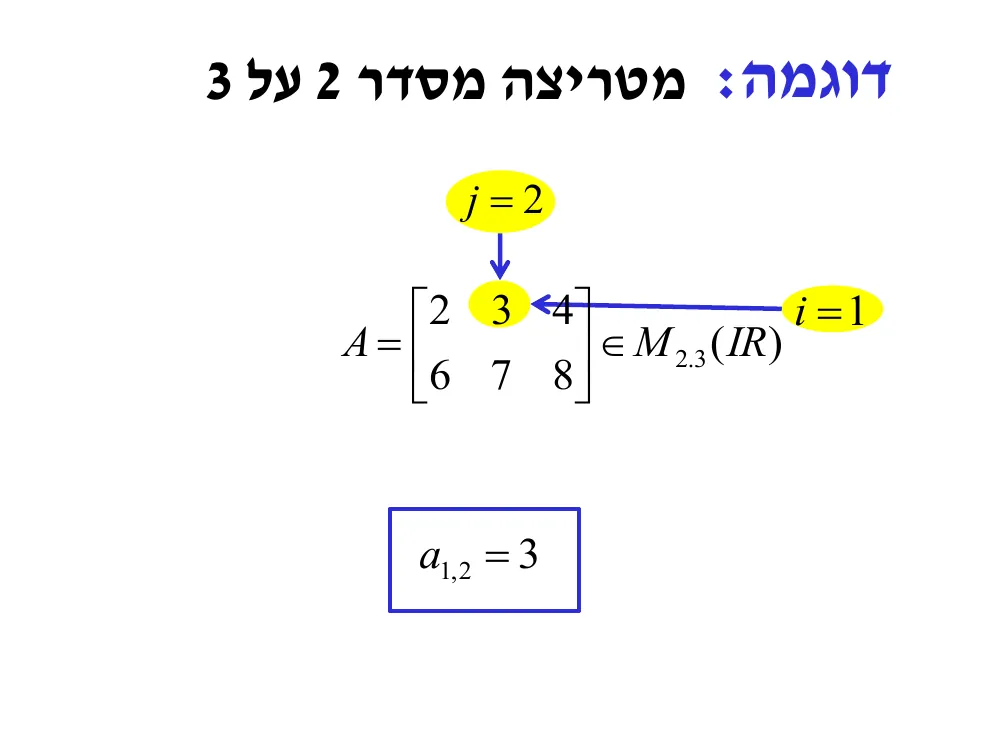 דוגמה: מטריצה מסדר 2 על 3
j = 2
i = 1
A = [2 3 4
6 7 8] ∈ M2.3(IR)
a1,2 = 3